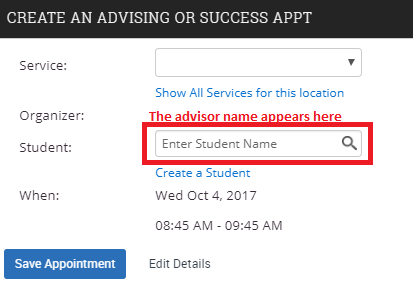 CREATE AN ADVISING OR SUCCESS APPT
Service:
Show All Services for this location
Organizer: The advisor name appears here
Student: Enter Student Name
Create a Student
When: Wed Oct 4, 2017
08:45 AM - 09:45 AM
Save Appointment Edit Details